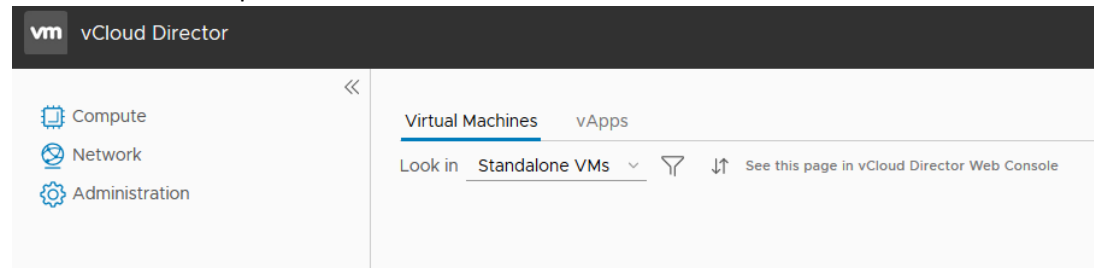 vm vCloud Director
Compute
Network
Administration
Virtual Machines vApps
Look in Standalone VMs See this page in vCloud Director Web Console